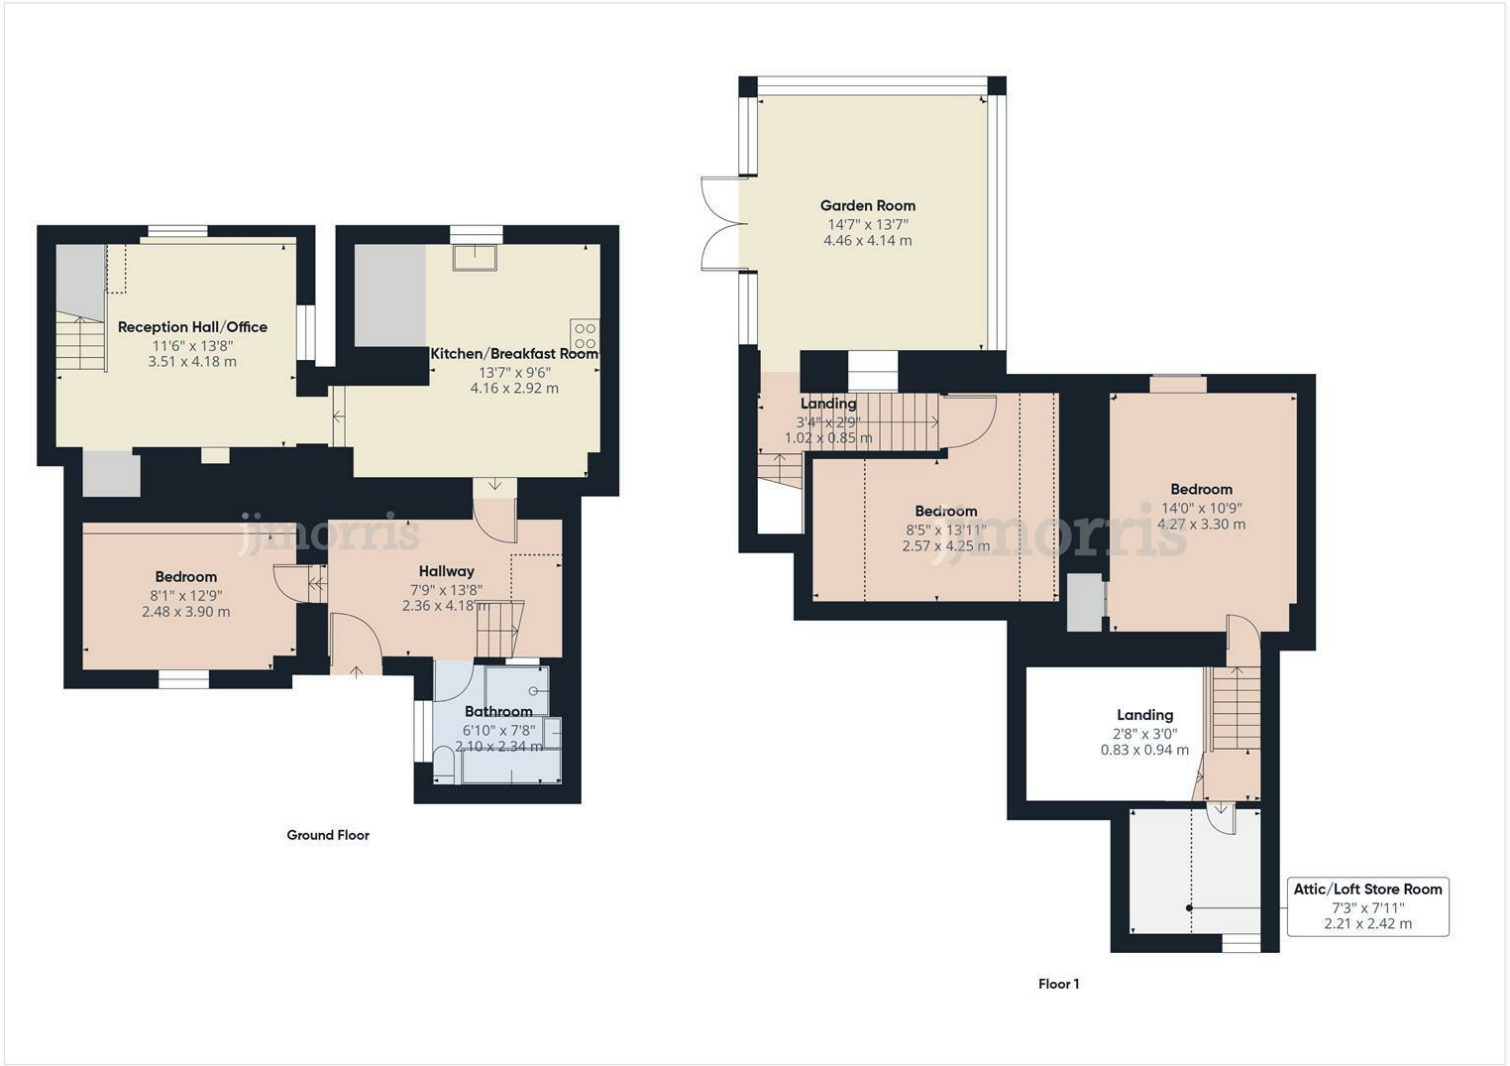 Garden Room
14'7" x 13'7"
4.46 x 4.14 m
Reception Hall/Office
11'6" x 13'8"
3.51 x 4.18 m
Kitchen/Breakfast Room
13'7" x 9'6"
4.16 x 2.92 m
Landing
3'4" x 2'9"
1.02 x 0.85 m
Bedroom
8'5" x 13'11"
2.57 x 4.25 m
Bedroom
14'0" x 10'9"
4.27 x 3.30 m
jjmorris
jjmorris
Bedroom
8'1" x 12'9"
2.48 x 3.90 m
Hallway
7'9" x 13'8"
2.36 x 4.18 m
Bathroom
6'10" x 7'8"
2.10 x 2.34 m
Landing
2'8" x 3'0"
0.83 x 0.94 m
Ground Floor
Attic/Loft Store Room
7'3" x 7'11"
2.21 x 2.42 m
Floor 1